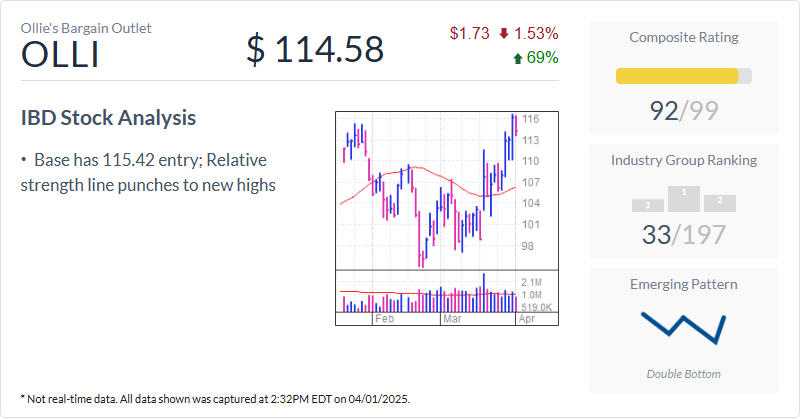 Ollie's Bargain Outlet
OLLI
$ 114.58
$1.73 1.53%
69%
IBD Stock Analysis
• Base has 115.42 entry; Relative
strength line punches to new highs
116
113
110
107
104
101
98
2.1M
1.0M
519.0K
Feb Mar Apr
Composite Rating
92/99
Industry Group Ranking
3 1 2
33/197
Emerging Pattern
Double Bottom
* Not real-time data. All data shown was captured at 2:32PM EDT on 04/01/2025.